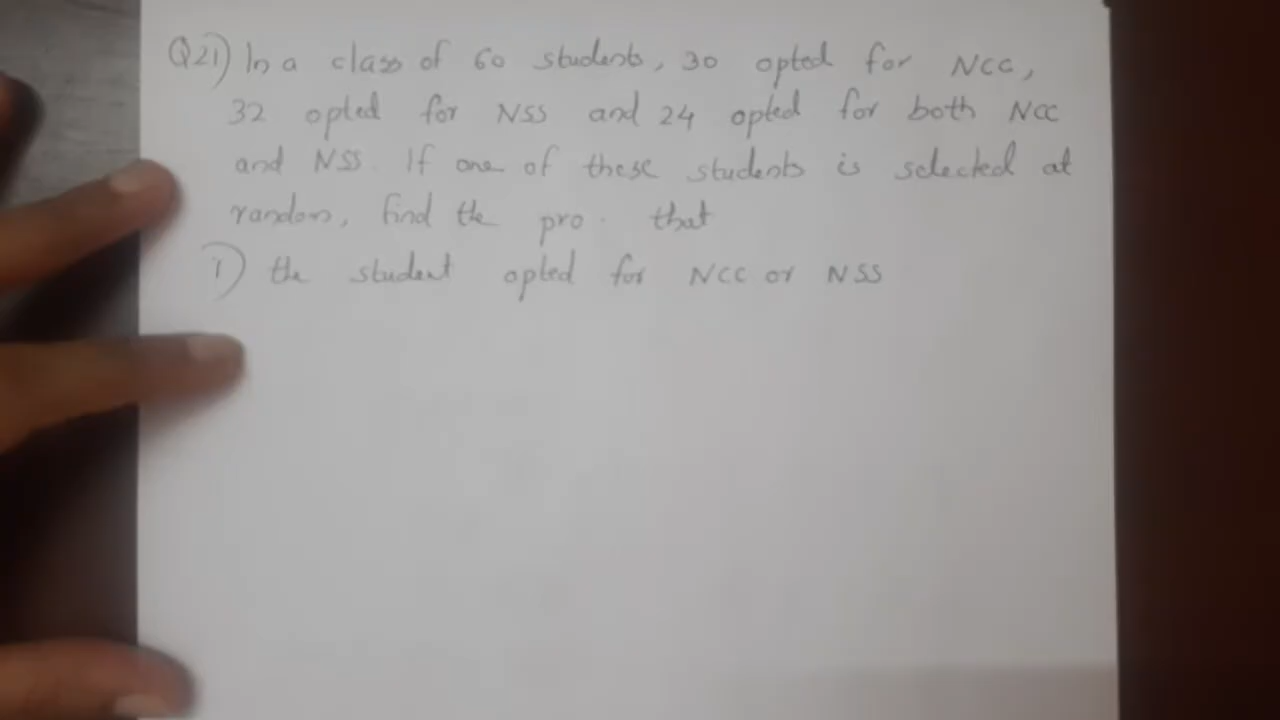 Q21) In a class of 60 students, 30 opted for NCC,
32 opted for NSS and 24 opted for both NCC
and NSS. If one of these students is selected at
random, find the pro. that
i) the student opted for NCC or NSS